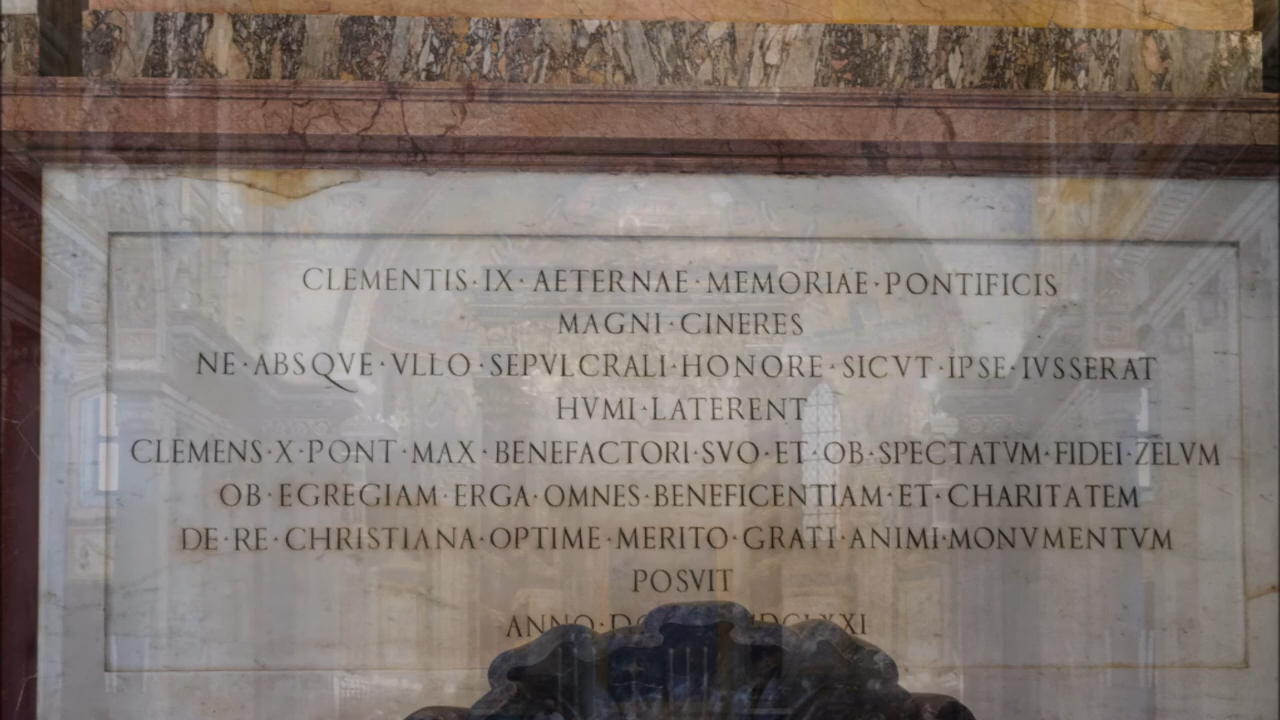 CLEMENTIS·IX·AETERNAE·MEMORIAE·PONTIFICIS
MAGNI·CINERES
NE·ABSQVE·VLLO·SEPVLCRALI·HONORE·SICVT·IPSE·IVSSERAT
HVMI·LATERENT
CLEMENS·X·PONT·MAX·BENEFACTORI·SVO·ET·OB·SPECTATVM·FIDEI·ZELVM
OB·EGREGIAM·ERGA·OMNES·BENEFICENTIAM·ET·CHARITATEM
DE·RE·CHRISTIANA·OPTIME·MERITO·GRATI·ANIMI·MONVMENTVM
POSVIT
ANNO